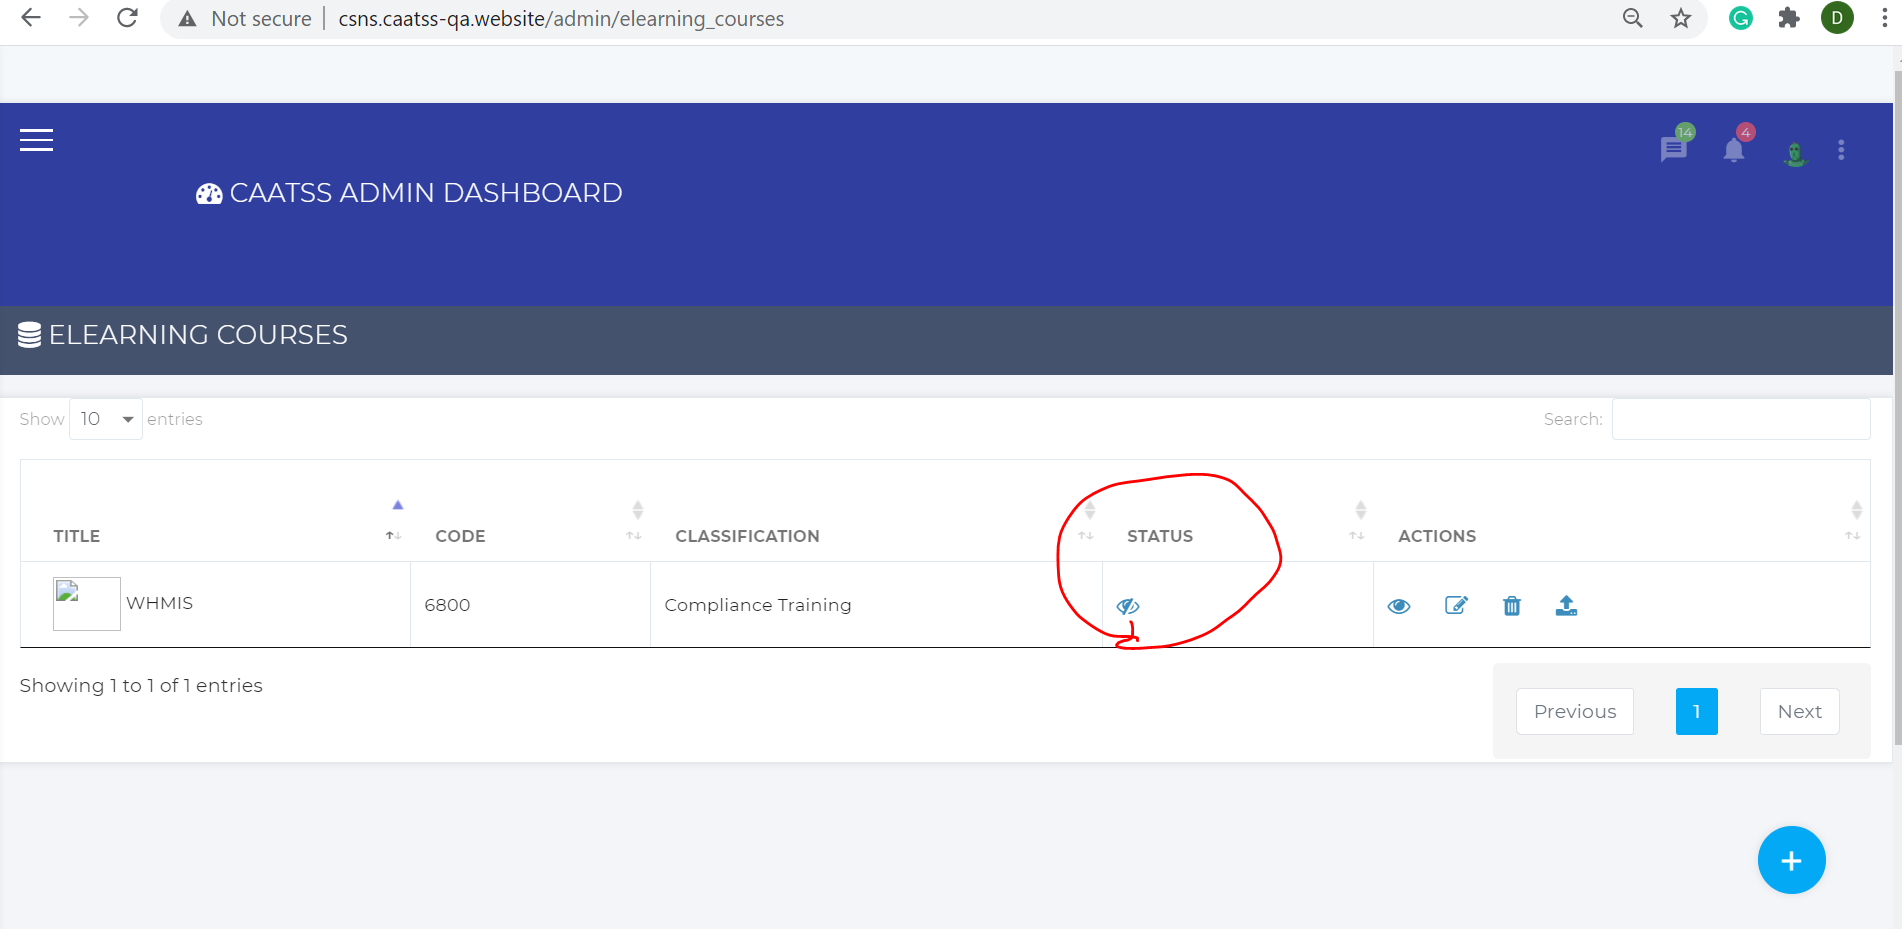 Not secure csns.caatss-qa.website/admin/elearning_courses D
14 4
CAATSS ADMIN DASHBOARD
ELEARNING COURSES
Show 10 entries Search:
TITLE CODE CLASSIFICATION STATUS ACTIONS
WHMIS 6800 Compliance Training
Showing 1 to 1 of 1 entries
Previous 1 Next